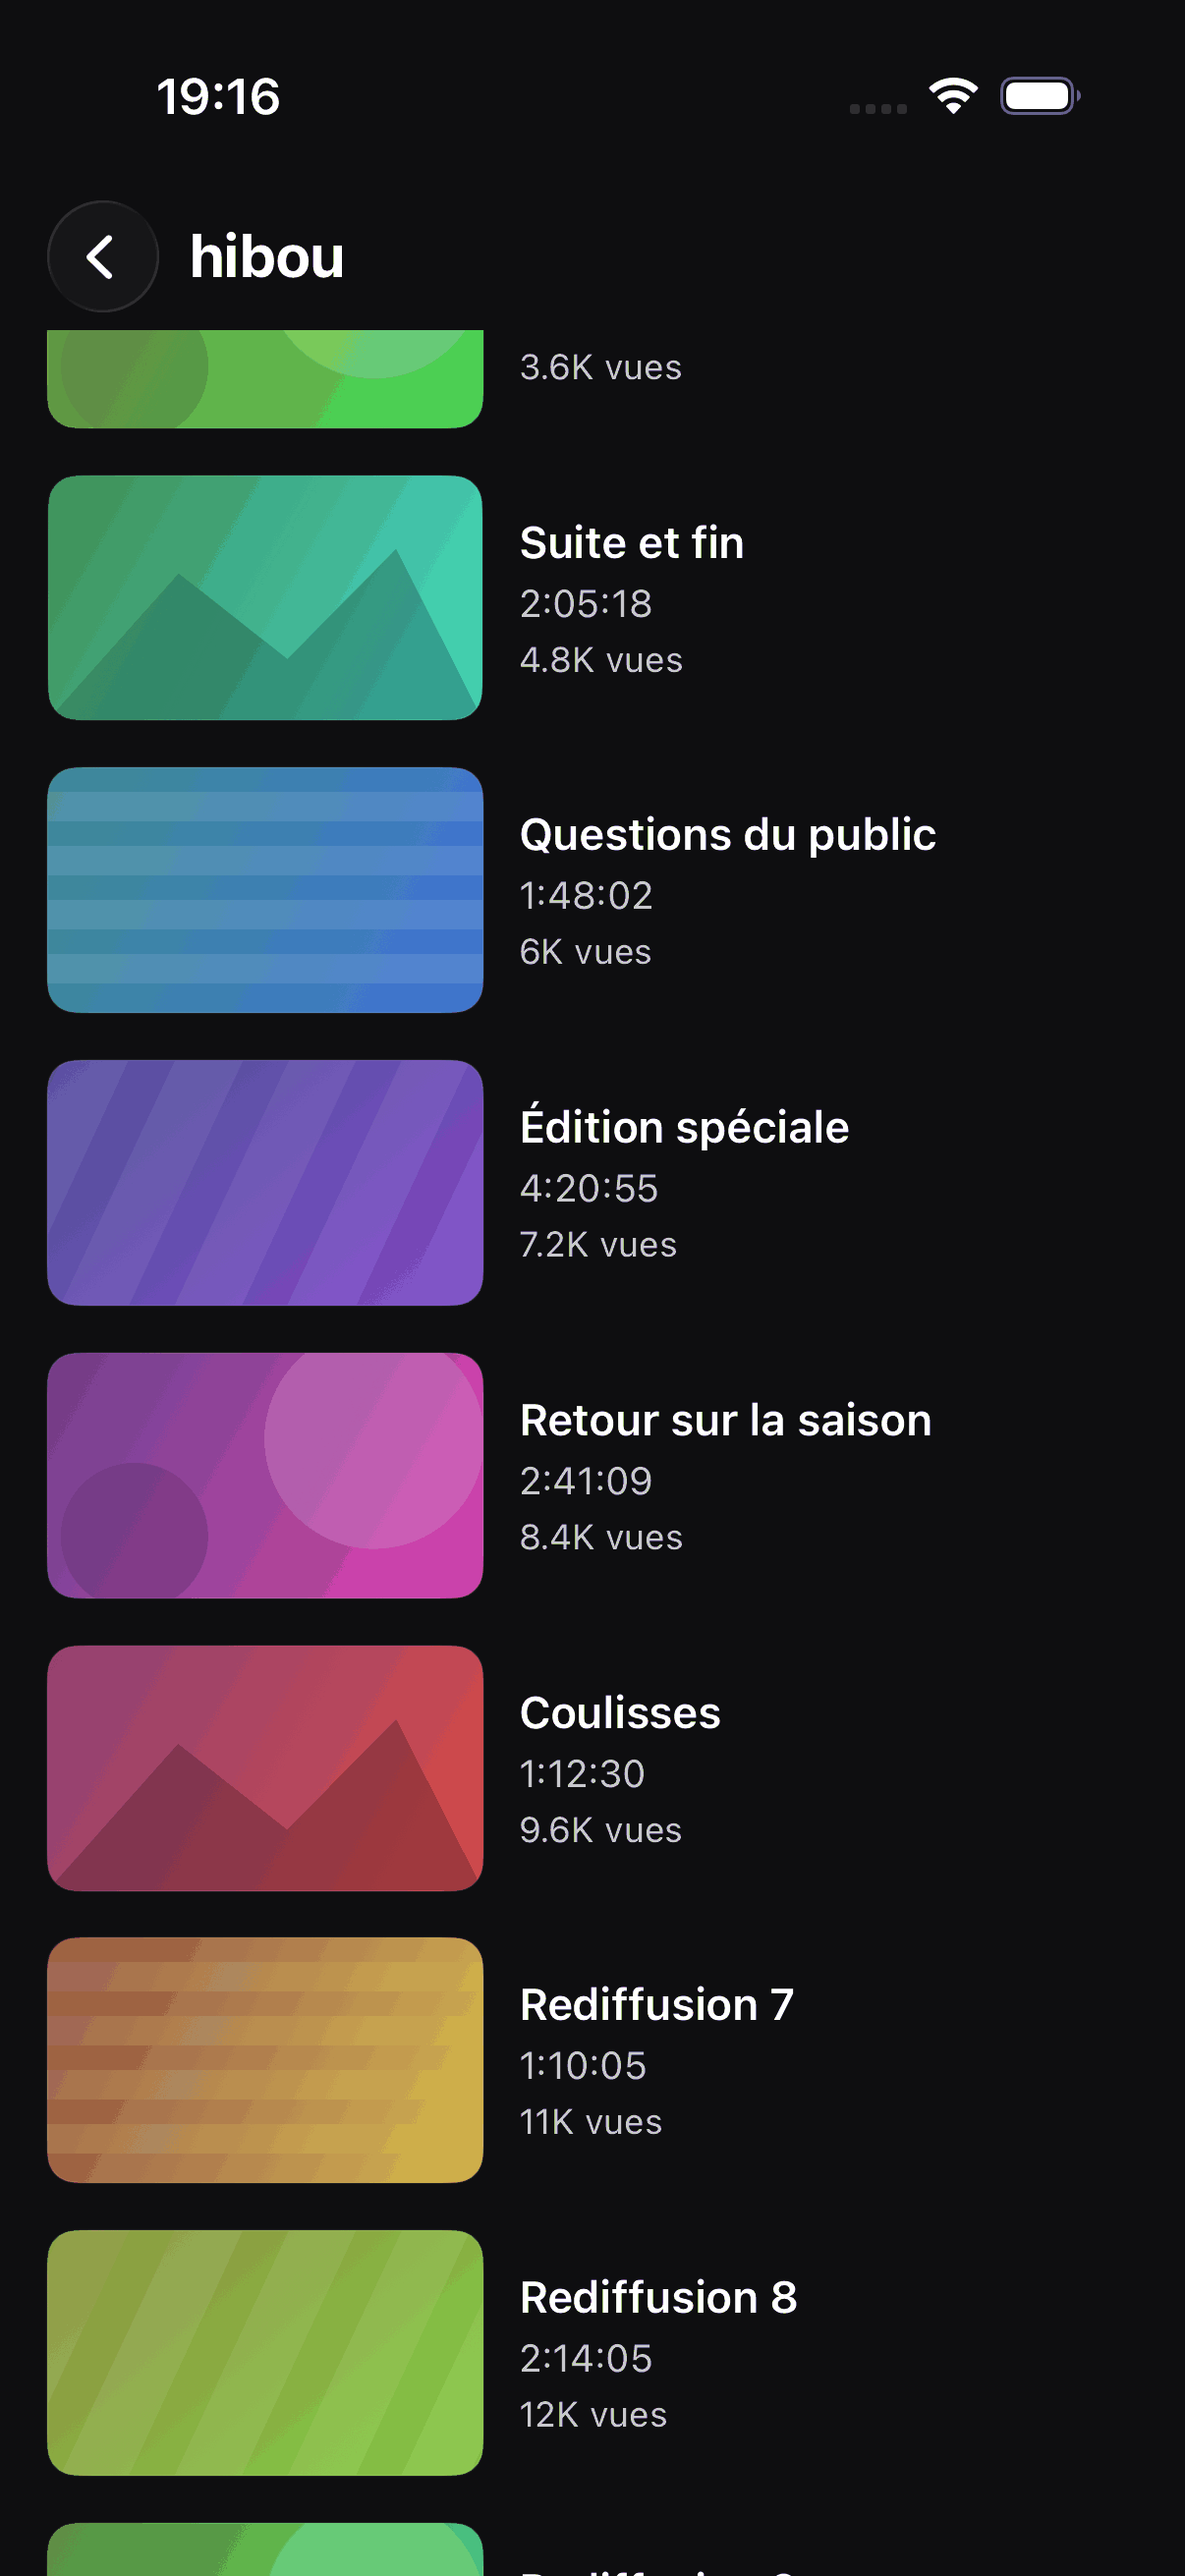 19:16
hibou
3.6K vues
Suite et fin
2:05:18
4.8K vues
Questions du public
1:48:02
6K vues
Édition spéciale
4:20:55
7.2K vues
Retour sur la saison
2:41:09
8.4K vues
Coulisses
1:12:30
9.6K vues
Rediffusion 7
1:10:05
11K vues
Rediffusion 8
2:14:05
12K vues